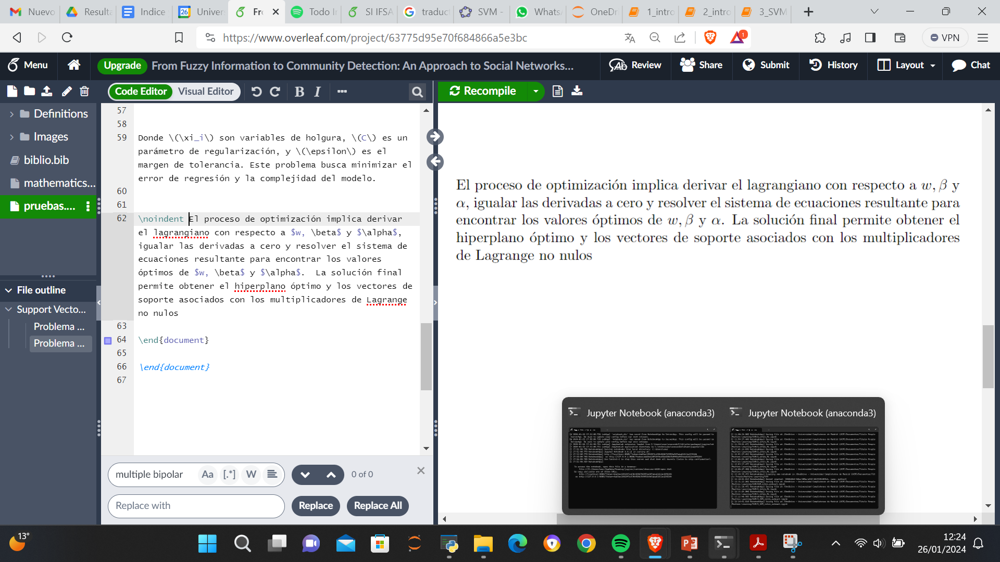 Nuevo
Result
Indice
26
Univer
Fro
Todo I
SI IFSA
traduc
SVM -
Whats
OneDr
1_intro
2_intro
3_SVM
https://www.overleaf.com/project/63775d95e70f684866a5e3bc
1
VPN
Menu
Upgrade
From Fuzzy Information to Community Detection: An Approach to Social Networks...
Review
Share
Submit
History
Layout
Chat
Code Editor
Visual Editor
B I
Recompile
Definitions
Images
biblio.bib
mathematics...
pruebas....
File outline
Support Vecto...
Problema ...
Problema ...
57
58
59 Donde \(\xi_i\) son variables de holgura, \(C\) es un
parámetro de regularización, y \(\epsilon\) es el
margen de tolerancia. Este problema busca minimizar el
error de regresión y la complejidad del modelo.
60
61
62 \noindent El proceso de optimización implica derivar
el lagrangiano con respecto a $w, \beta$ y $\alpha$,
igualar las derivadas a cero y resolver el sistema de
ecuaciones resultante para encontrar los valores
óptimos de $w, \beta$ y $\alpha$.  La solución final
permite obtener el hiperplano óptimo y los vectores de
soporte asociados con los multiplicadores de Lagrange
no nulos
63
64 \end{document}
65
66 \end{document}
67
multiple bipolar
Aa
[.*]
W
0 of 0
Replace with
Replace
Replace All
El proceso de optimización implica derivar el lagrangiano con respecto a w, β y
α, igualar las derivadas a cero y resolver el sistema de ecuaciones resultante para
encontrar los valores óptimos de w, β y α. La solución final permite obtener el
hiperplano óptimo y los vectores de soporte asociados con los multiplicadores
de Lagrange no nulos
Jupyter Notebook (anaconda3)
Jupyter Notebook (anaconda3)
13°
12:24
26/01/2024